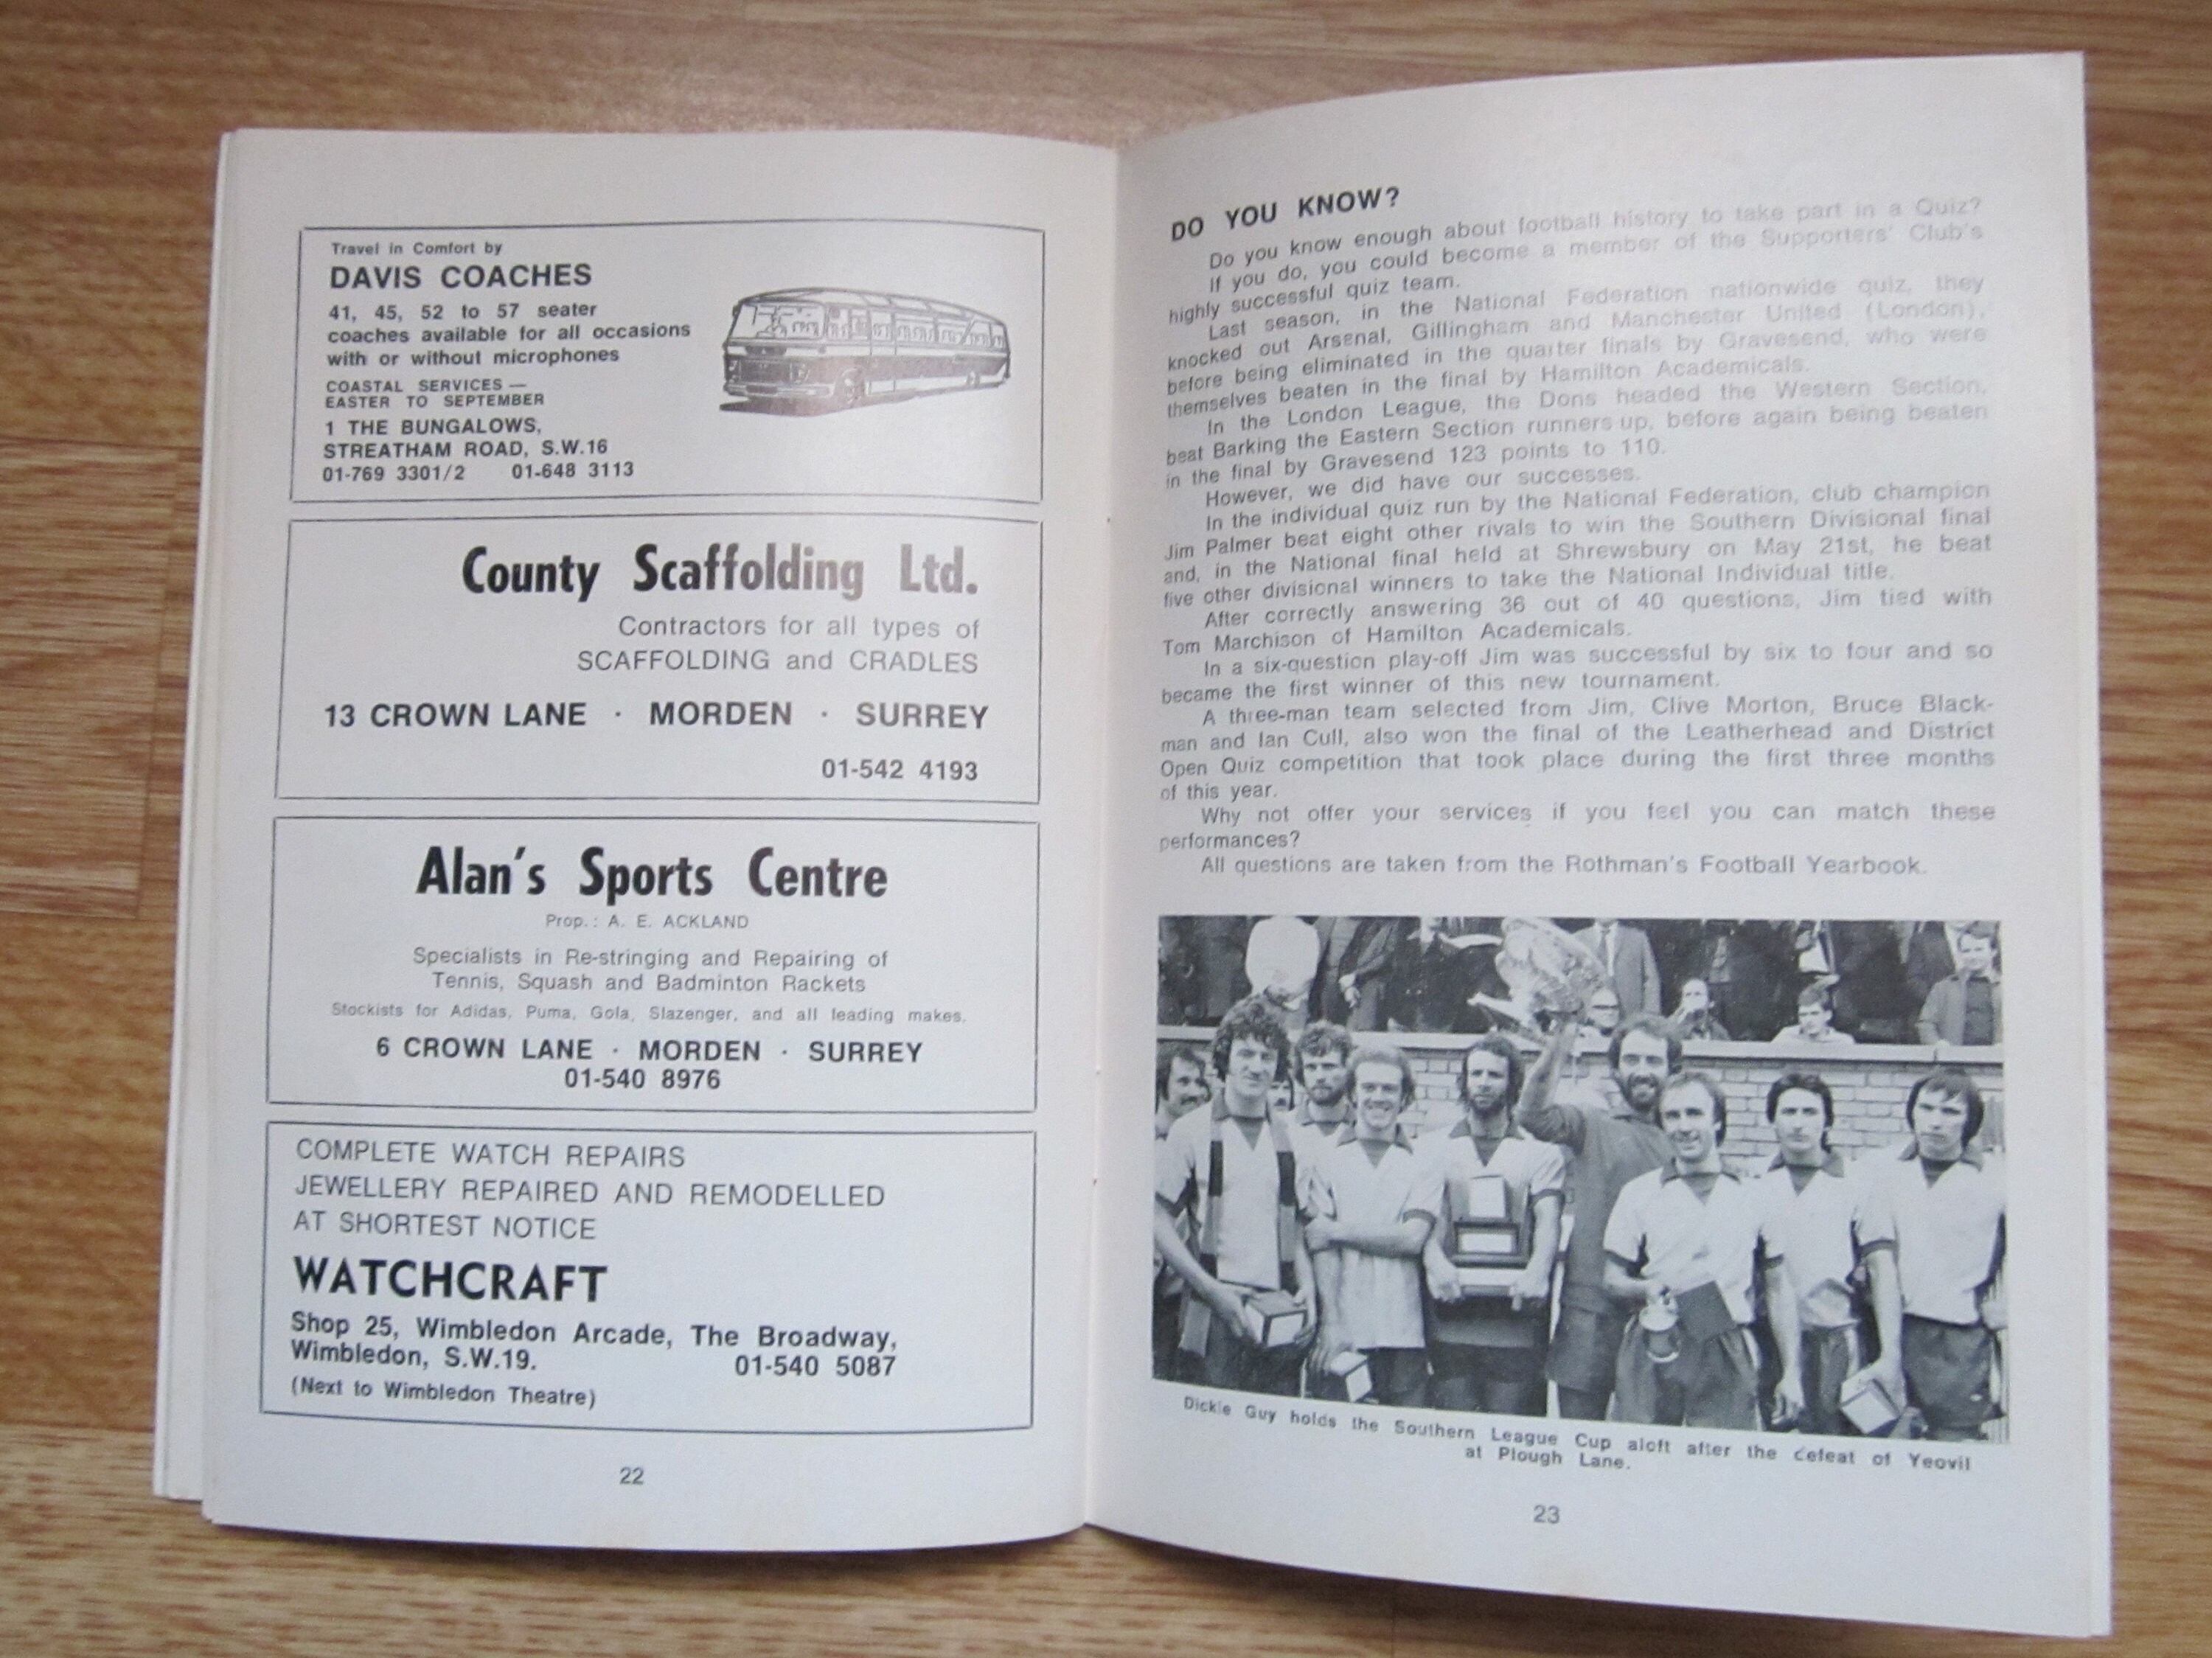 Travel in Comfort by
DAVIS COACHES
41, 45, 52 to 57 seater
coaches available for all occasions
with or without microphones
COASTAL SERVICES —
EASTER TO SEPTEMBER
1 THE BUNGALOWS,
STREATHAM ROAD, S.W.16
01-769 3301/2 01-648 3113
County Scaffolding Ltd.
Contractors for all types of
SCAFFOLDING and CRADLES
13 CROWN LANE · MORDEN · SURREY
01-542 4193
Alan's Sports Centre
Prop.: A. E. ACKLAND
Specialists in Re-stringing and Repairing of
Tennis, Squash and Badminton Rackets
Stockists for Adidas, Puma, Gola, Slazenger, and all leading makes.
6 CROWN LANE · MORDEN · SURREY
01-540 8976
COMPLETE WATCH REPAIRS
JEWELLERY REPAIRED AND REMODELLED
AT SHORTEST NOTICE
WATCHCRAFT
Shop 25, Wimbledon Arcade, The Broadway,
Wimbledon, S.W.19. 01-540 5087
(Next to Wimbledon Theatre)
22
DO YOU KNOW?
Do you know enough about football history to take part in a Quiz?
If you do, you could become a member of the Supporters' Club's
highly successful quiz team.
Last season, in the National Federation nationwide quiz, they
knocked out Arsenal, Gillingham and Manchester United (London),
before being eliminated in the quarter finals by Gravesend, who were
themselves beaten in the final by Hamilton Academicals.
In the London League, the Dons headed the Western Section,
beat Barking the Eastern Section runners up, before again being beaten
in the final by Gravesend 123 points to 110.
However, we did have our successes.
In the individual quiz run by the National Federation, club champion
Jim Palmer beat eight other rivals to win the Southern Divisional final
and, in the National final held at Shrewsbury on May 21st, he beat
five other divisional winners to take the National Individual title.
After correctly answering 36 out of 40 questions, Jim tied with
Tom Marchison of Hamilton Academicals.
In a six-question play-off Jim was successful by six to four and so
became the first winner of this new tournament.
A three-man team selected from Jim, Clive Morton, Bruce Black-
man and Ian Cull, also won the final of the Leatherhead and District
Open Quiz competition that took place during the first three months
of this year.
Why not offer your services if you feel you can match these
performances?
All questions are taken from the Rothman's Football Yearbook.
Dickie Guy holds the Southern League Cup aloft after the defeat of Yeovil
at Plough Lane.
23